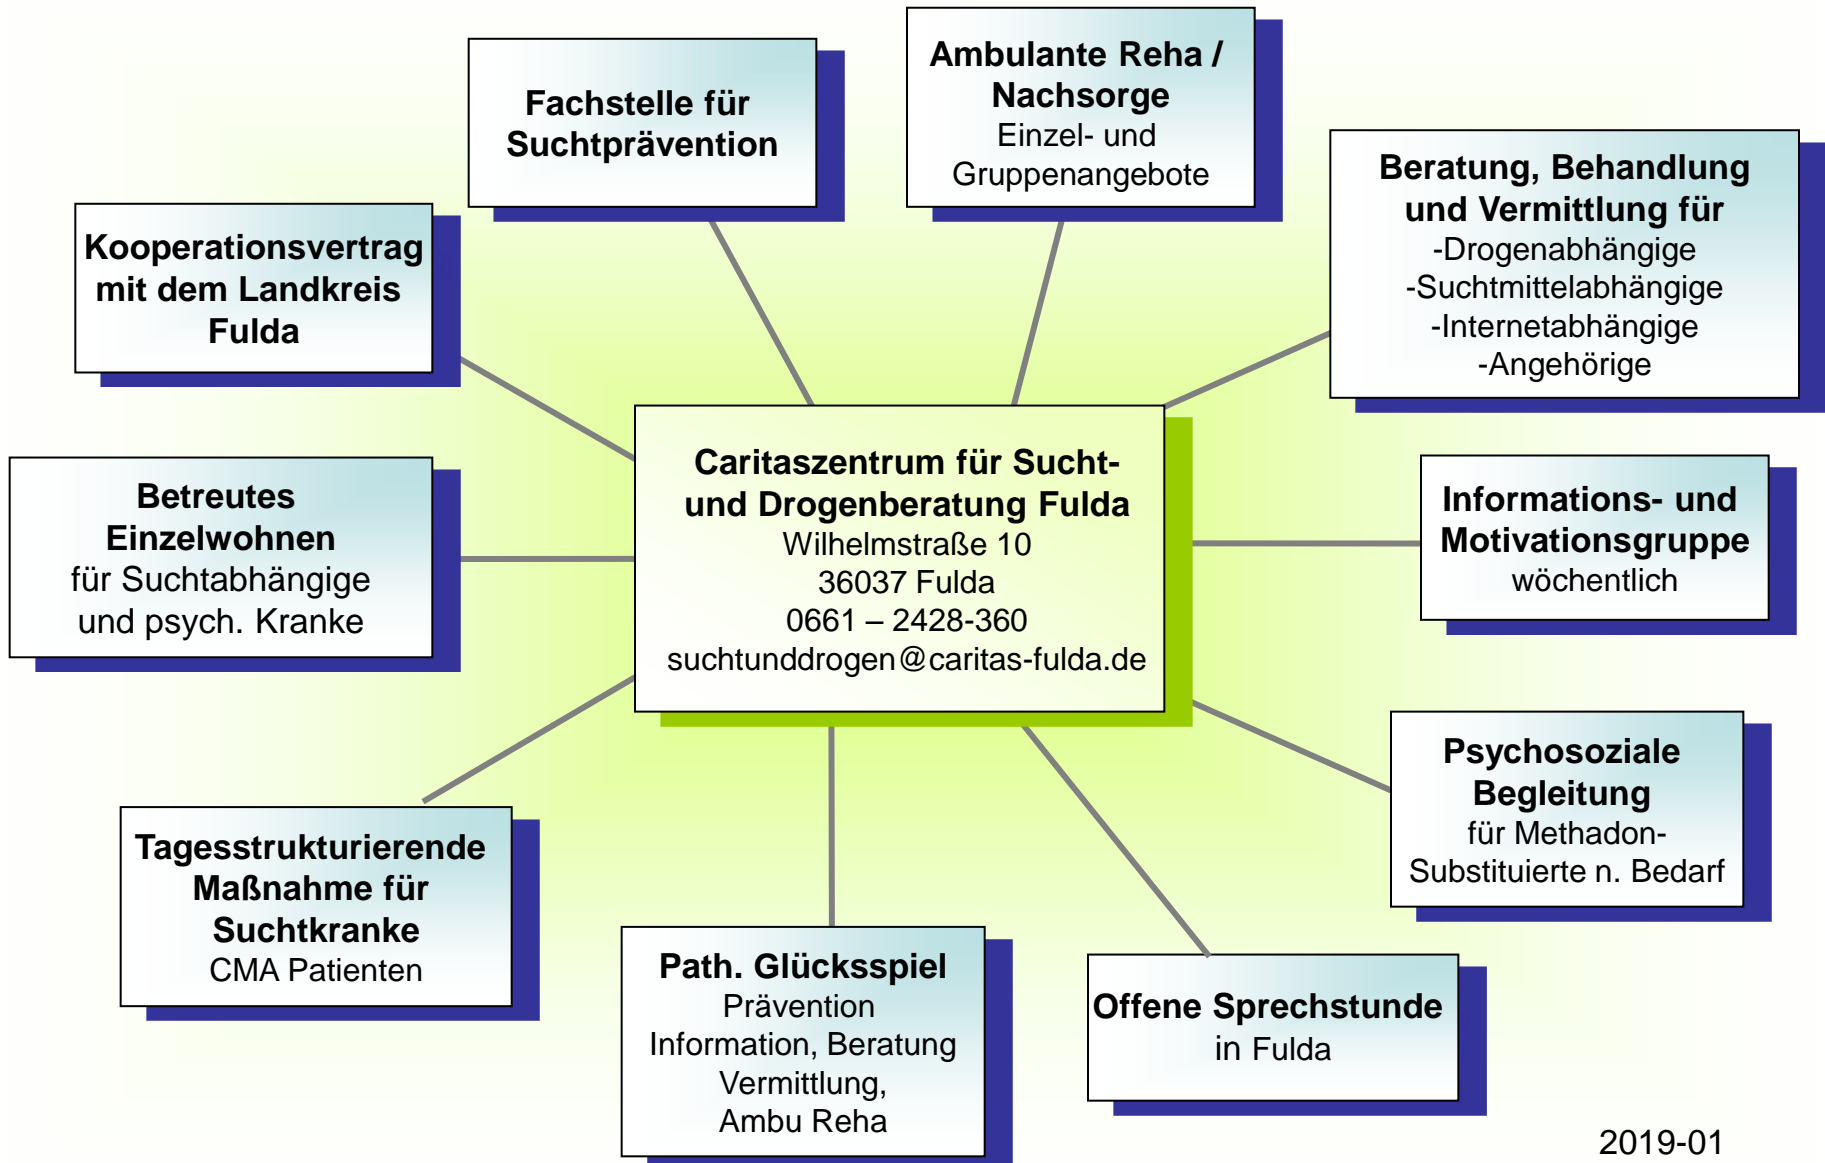 Fachstelle für
Suchtprävention
Ambulante Reha /
Nachsorge
Einzel- und
Gruppenangebote
Beratung, Behandlung
und Vermittlung für
-Drogenabhängige
-Suchtmittelabhängige
-Internetabhängige
-Angehörige
Kooperationsvertrag
mit dem Landkreis
Fulda
Caritaszentrum für Sucht-
und Drogenberatung Fulda
Wilhelmstraße 10
36037 Fulda
0661 – 2428-360
suchtunddrogen@caritas-fulda.de
Betreutes
Einzelwohnen
für Suchtabhängige
und psych. Kranke
Informations- und
Motivationsgruppe
wöchentlich
Psychosoziale
Begleitung
für Methadon-
Substituierte n. Bedarf
Tagesstrukturierende
Maßnahme für
Suchtkranke
CMA Patienten
Path. Glücksspiel
Prävention
Information, Beratung
Vermittlung,
Ambu Reha
Offene Sprechstunde
in Fulda
2019-01